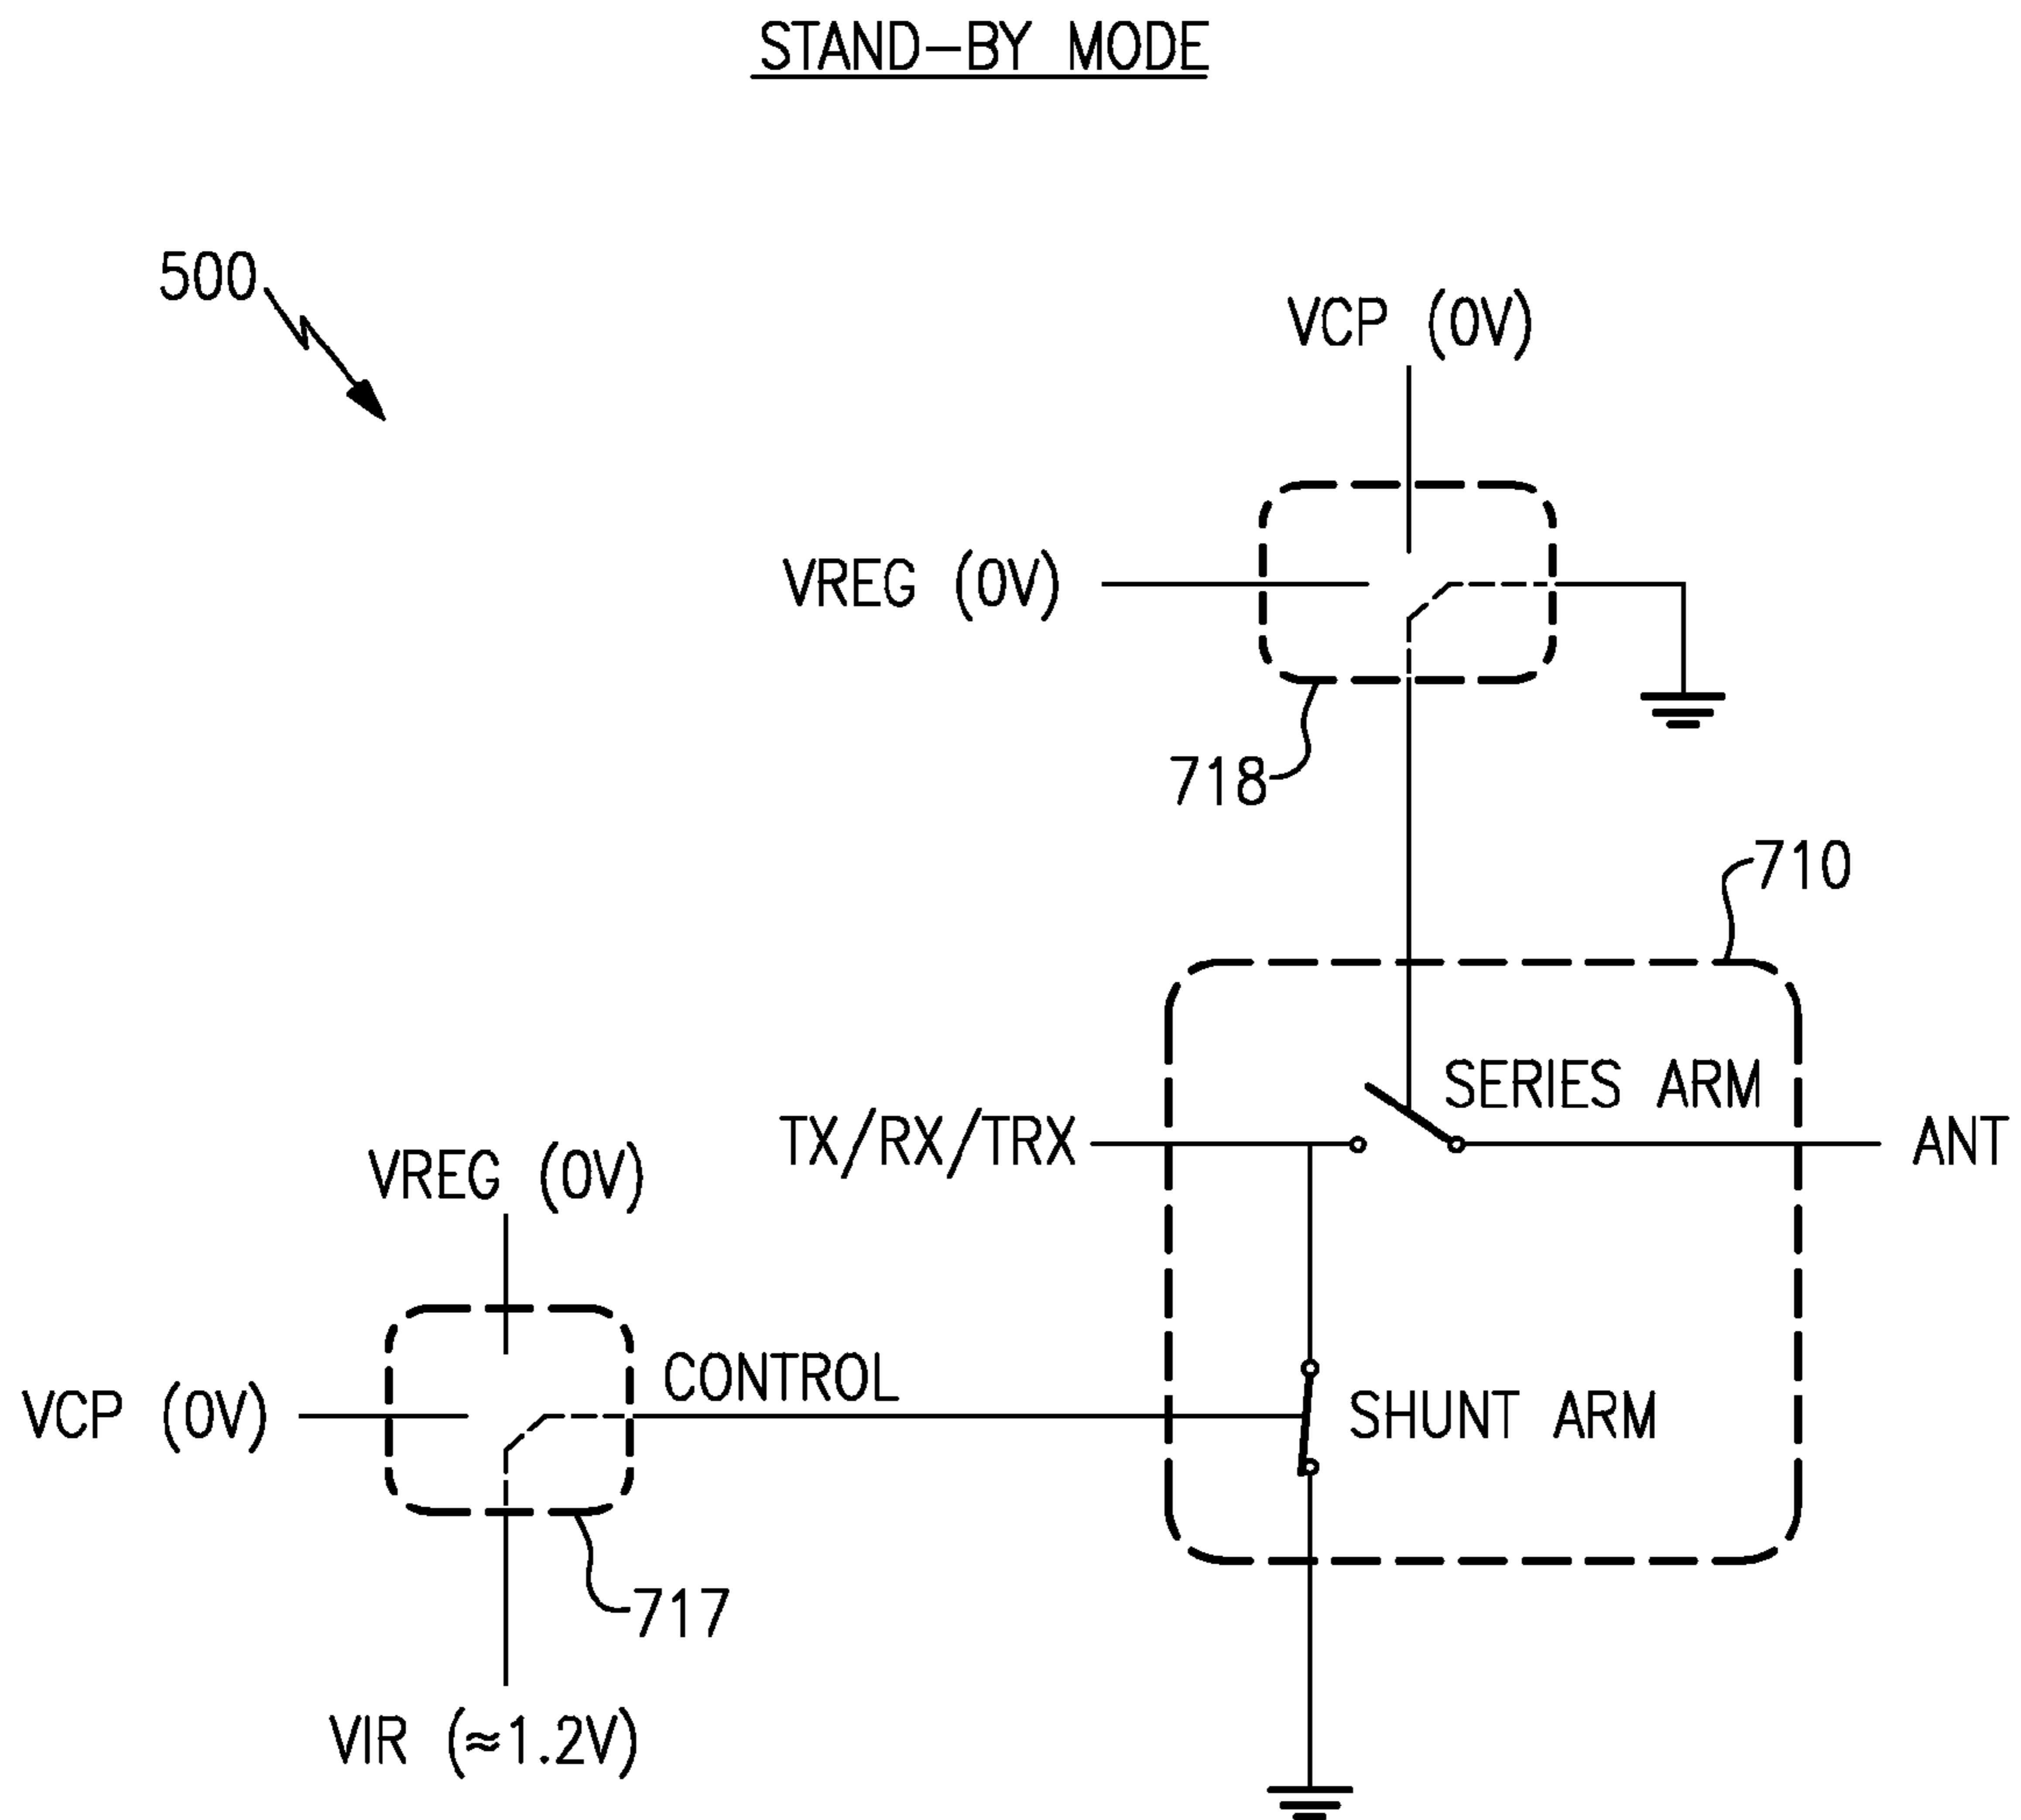 STAND-BY MODE
500
VCP (0V)
VREG (0V)
718
710
SERIES ARM
TX/RX/TRX
ANT
VREG (0V)
CONTROL
VCP (0V)
SHUNT ARM
717
VIR (≈1.2V)